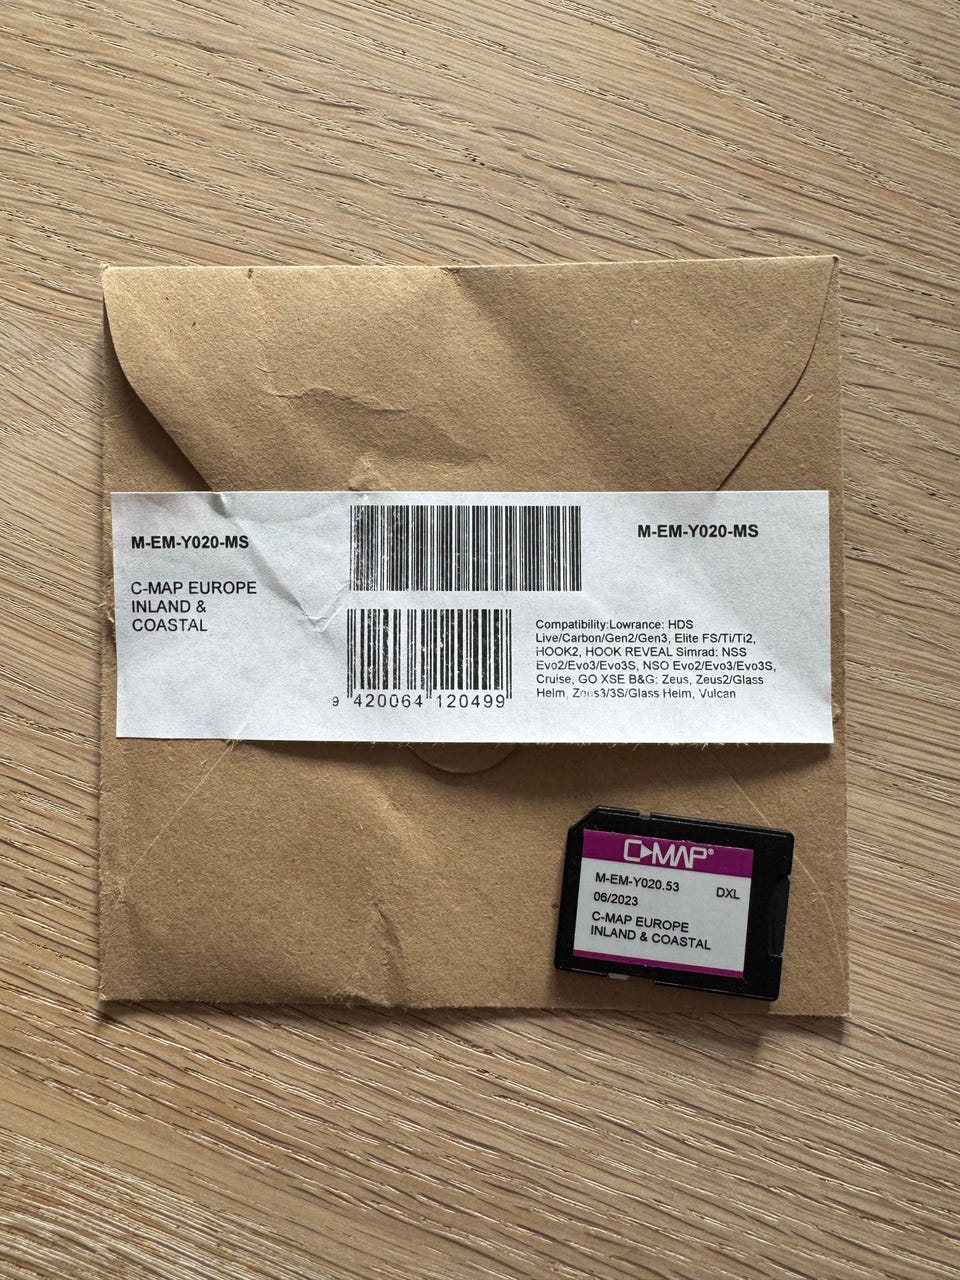 M-EM-Y020-MS
C-MAP EUROPE
INLAND &
COASTAL
9 420064 120499
M-EM-Y020-MS
Compatibility:Lowrance: HDS
Live/Carbon/Gen2/Gen3, Elite FS/Ti/Ti2,
HOOK2, HOOK REVEAL Simrad: NSS
Evo2/Evo3/Evo3S, NSO Evo2/Evo3/Evo3S,
Cruise, GO XSE B&G: Zeus, Zeus2/Glass
Helm, Zeus3/3S/Glass Helm, Vulcan
C-MAP®
M-EM-Y020.53 DXL
06/2023
C-MAP EUROPE
INLAND & COASTAL